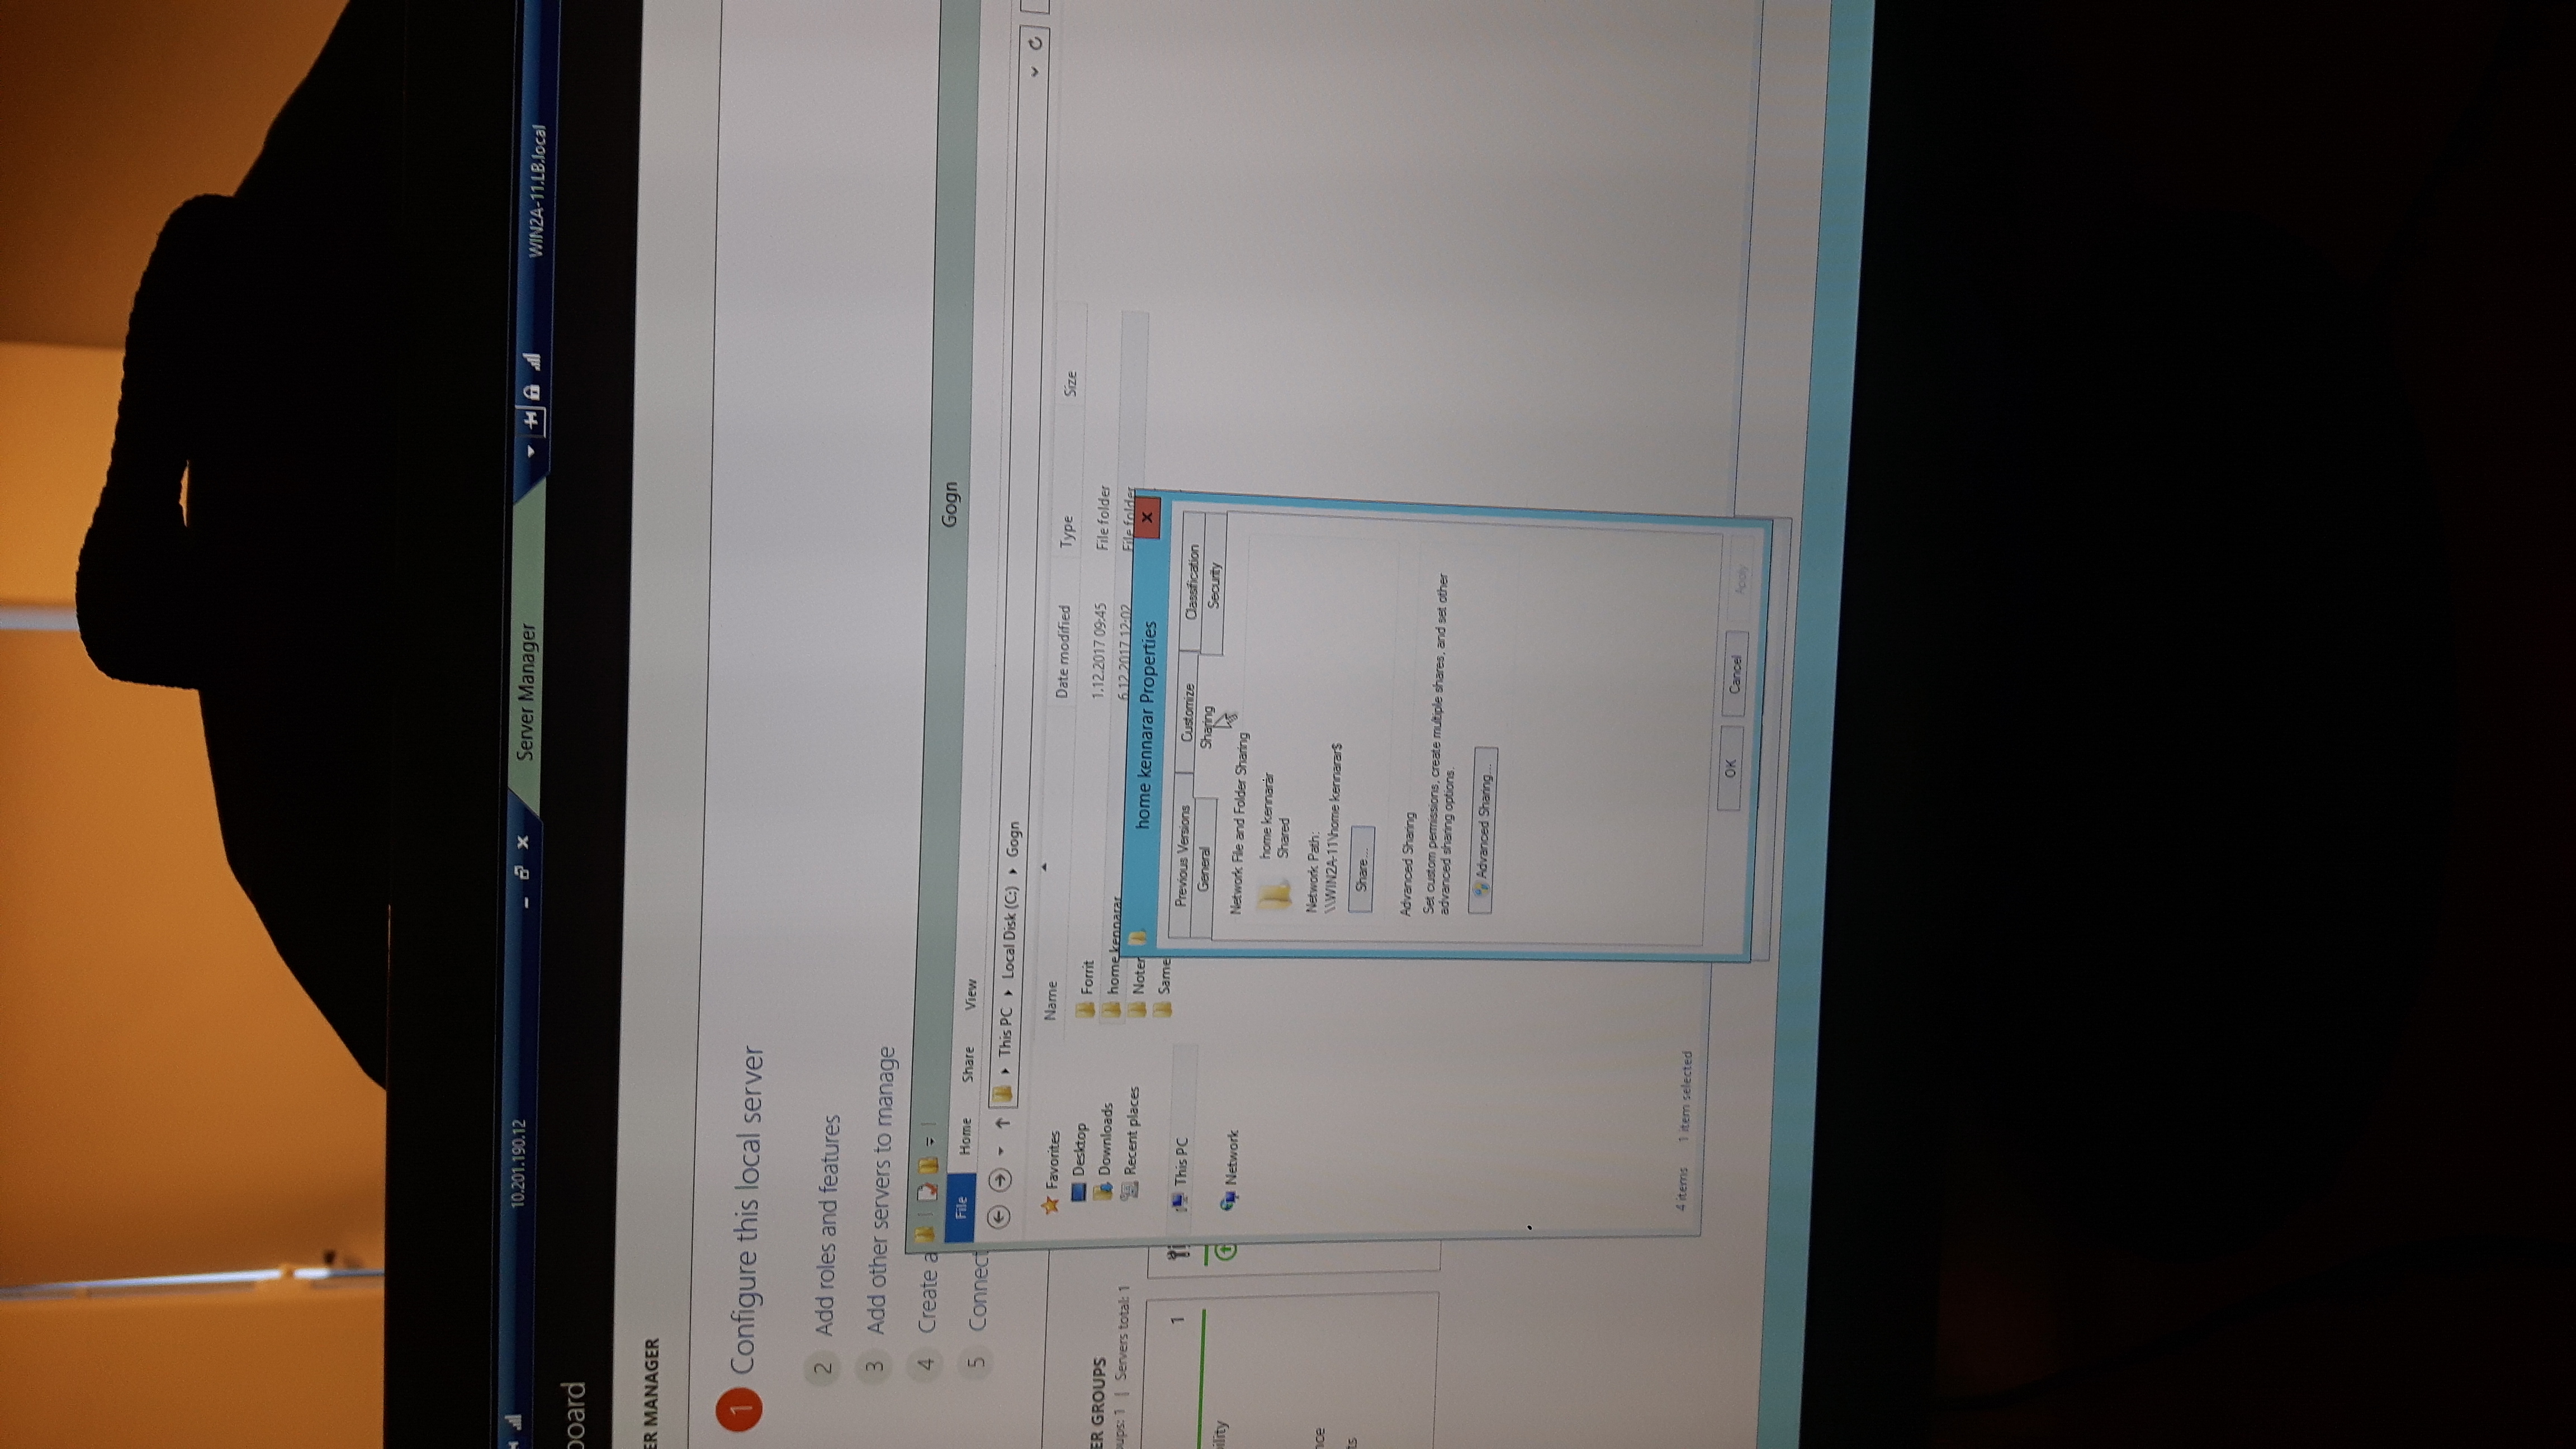 10.201.190.12
Server Manager
WIN2A-11.LB.local
board
ER MANAGER
1 Configure this local server
2 Add roles and features
3 Add other servers to manage
4 Create a
5 Connect
Gogn
File Home Share View
This PC Local Disk (C:) Gogn
Favorites
Desktop
Downloads
Recent places
This PC
Network
Name Date modified Type Size
Forrit 1.12.2017 09:45 File folder
home kennarar 6.12.2017 12:02 File folder
Noter
Same
ER GROUPS
oups: 1 | Servers total: 1
1
ility
nce
ts
home kennarar Properties
Previous Versions Customize Classification
General Sharing Security
Network File and Folder Sharing
home kennarar
Shared
Network Path:
\\WIN2A-11\home kennarar$
Share...
Advanced Sharing
Set custom permissions, create multiple shares, and set other
advanced sharing options.
Advanced Sharing...
4 items 1 item selected
OK Cancel Apply